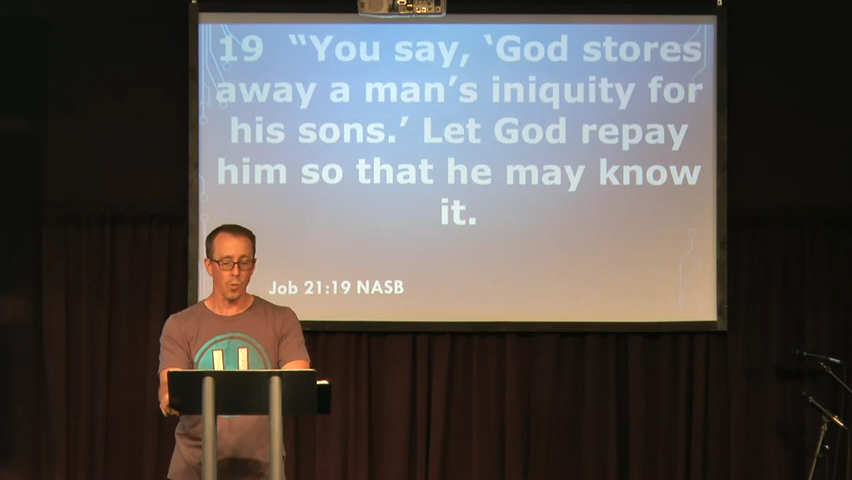 19 “You say, ‘God stores
away a man’s iniquity for
his sons.’ Let God repay
him so that he may know
it.
Job 21:19 NASB